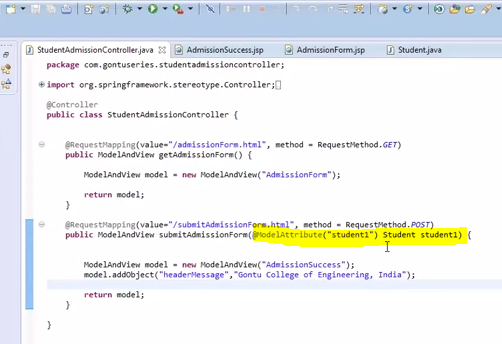 StudentAdmissionController.java
AdmissionSuccess.jsp
AdmissionForm.jsp
Student.java
package com.gontuseries.studentadmissioncontroller;
import org.springframework.stereotype.Controller;
@Controller
public class StudentAdmissionController {
@RequestMapping(value="/admissionForm.html", method = RequestMethod.GET)
public ModelAndView getAdmissionForm() {
ModelAndView model = new ModelAndView("AdmissionForm");
return model;
}
@RequestMapping(value="/submitAdmissionForm.html", method = RequestMethod.POST)
public ModelAndView submitAdmissionForm(@ModelAttribute("student1") Student student1) {
ModelAndView model = new ModelAndView("AdmissionSuccess");
model.addObject("headerMessage","Gontu College of Engineering, India");
return model;
}
}